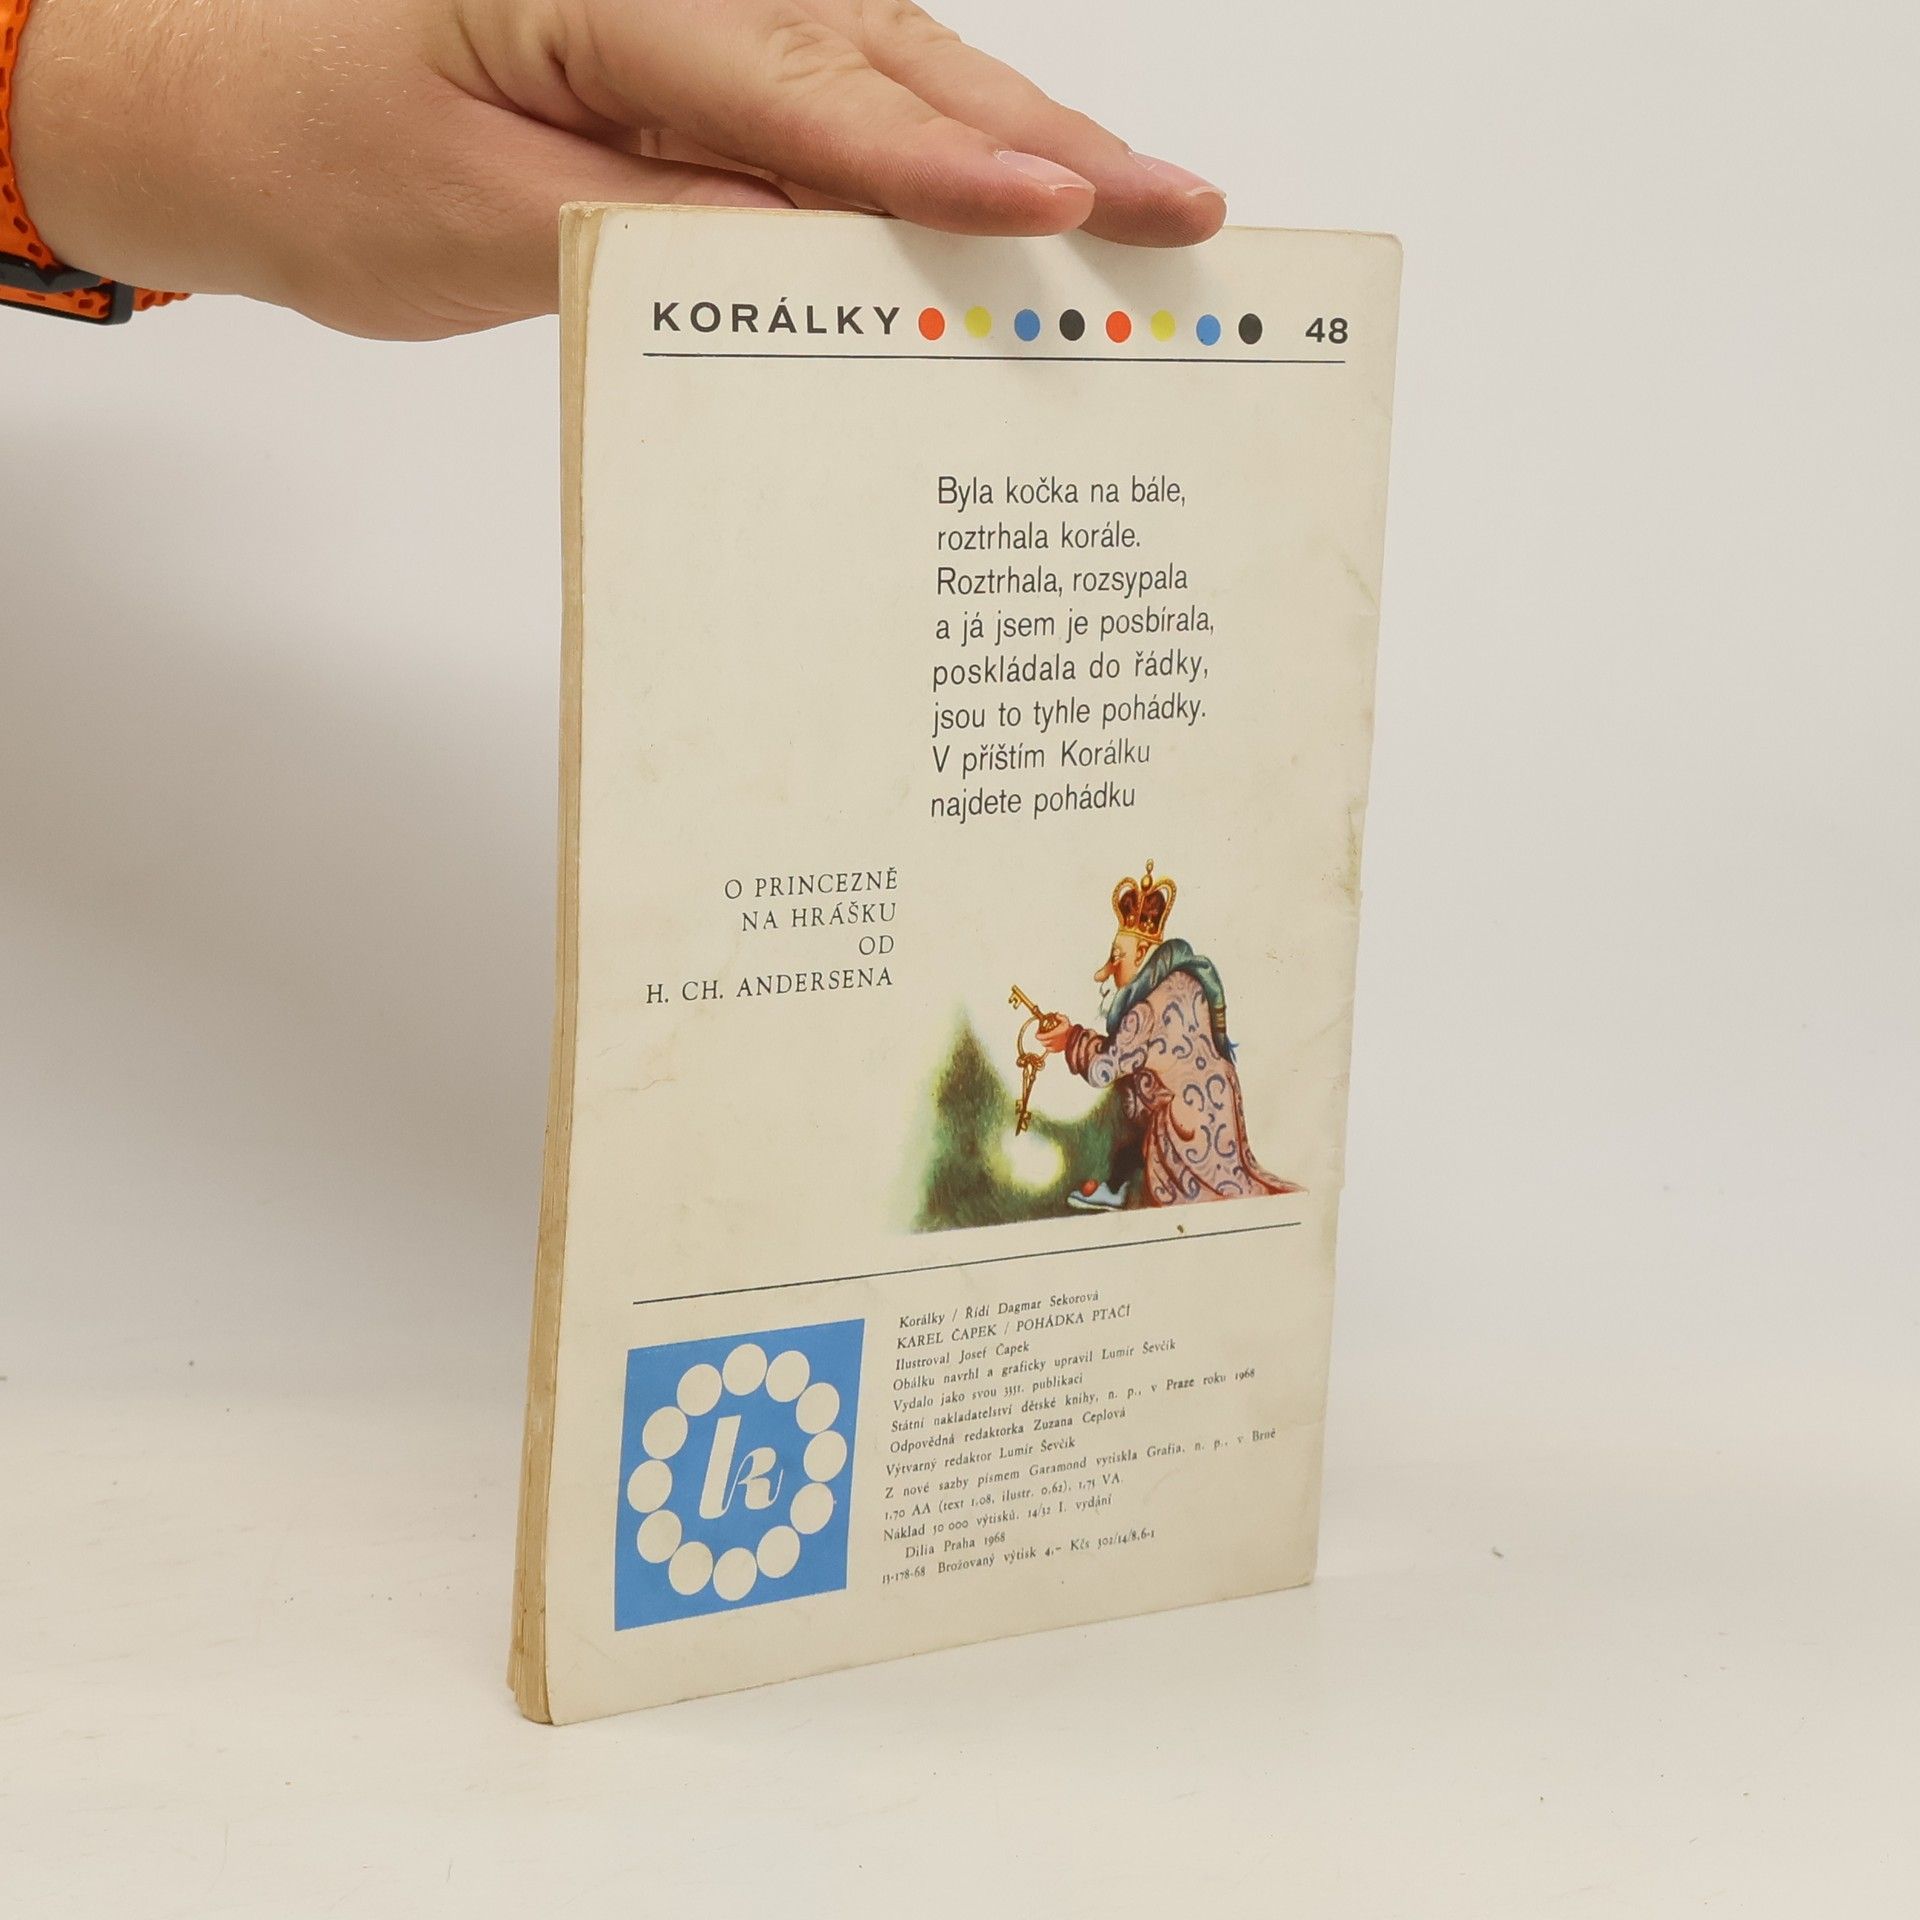 KORÁLKY 48
Byla kočka na bále,
roztrhala korále.
Roztrhala, rozsypala
a já jsem je posbírala,
poskládala do řádky,
jsou to tyhle pohádky.
V příštím Korálku
najdete pohádku
O PRINCEZNĚ
NA HRÁŠKU
OD
H. CH. ANDERSENA
k
Korálky / Řídí Dagmar Sekorová
KAREL ČAPEK / POHÁDKA PTAČÍ
Ilustroval Josef Čapek
Obálku navrhl a graficky upravil Lumír Ševčík
Vydalo jako svou 3351. publikaci
Státní nakladatelství dětské knihy, n. p., v Praze roku 1968
Odpovědná redaktorka Zuzana Ceplová
Výtvarný redaktor Lumír Ševčík
Z nové sazby písmem Garamond vytiskla Grafia, n. p., v Brně
1,70 AA (text 1,08, ilustr. 0,62), 1,75 VA.
Náklad 50 000 výtisků. 14/32 I. vydání
Dilia Praha 1968
13-178-68 Brožovaný výtisk 4,- Kčs 302/14/8,6-1